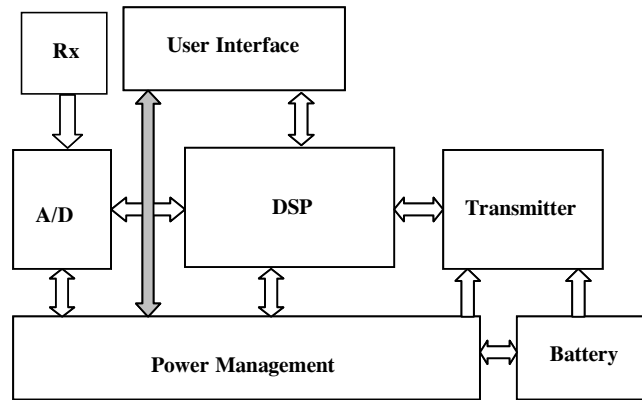 Rx
User Interface
A/D
DSP
Transmitter
Power Management
Battery